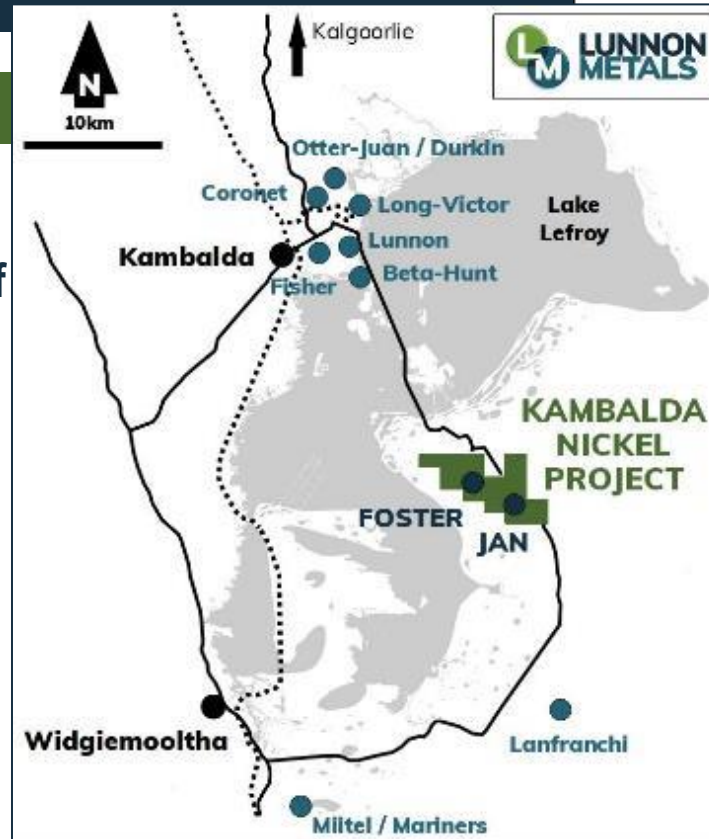 Kalgoorlie
LUNNON
METALS
L
M
N
10km
Otter-Juan / Durkin
Coronet
Long-Victor
Lake
Lefroy
Kambalda
Lunnon
Fisher
Beta-Hunt
f
KAMBALDA
NICKEL
PROJECT
FOSTER
JAN
Widgiemooltha
Lanfranchi
Miitel / Mariners